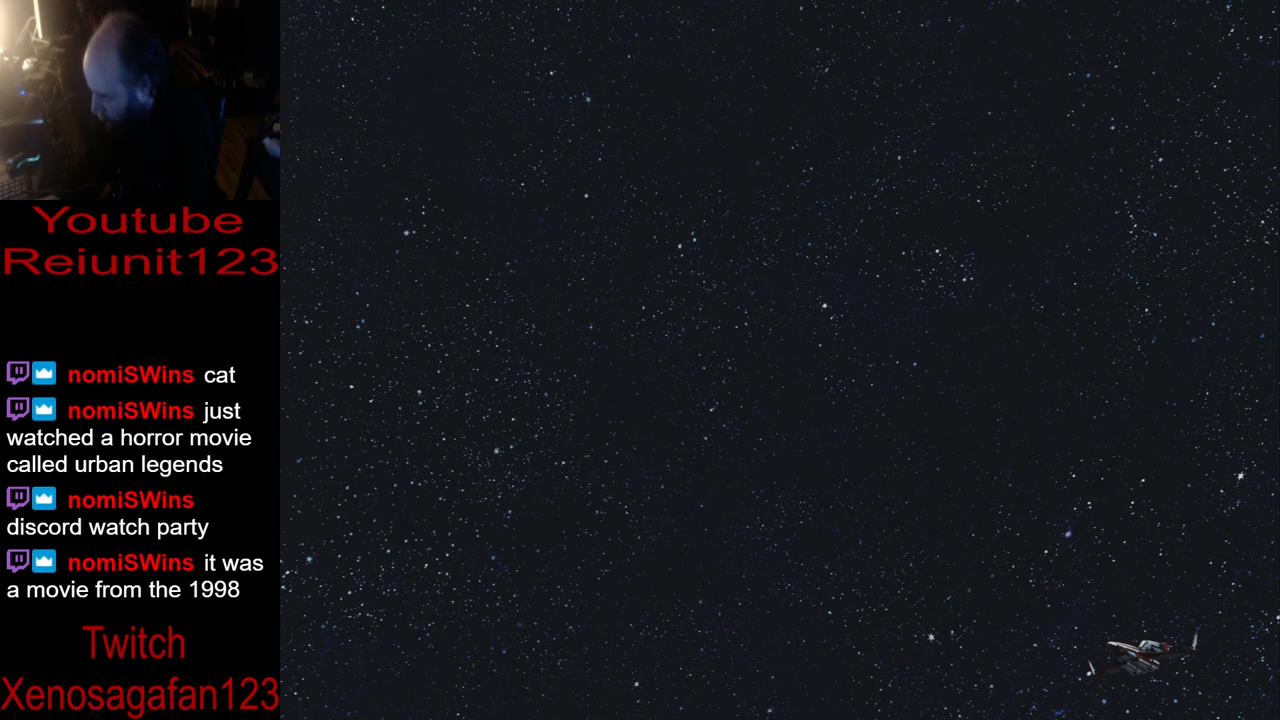 Youtube
Reiunit123
nomiSWins cat
nomiSWins just
watched a horror movie
called urban legends
nomiSWins
discord watch party
nomiSWins it was
a movie from the 1998
Twitch
Xenosagafan123